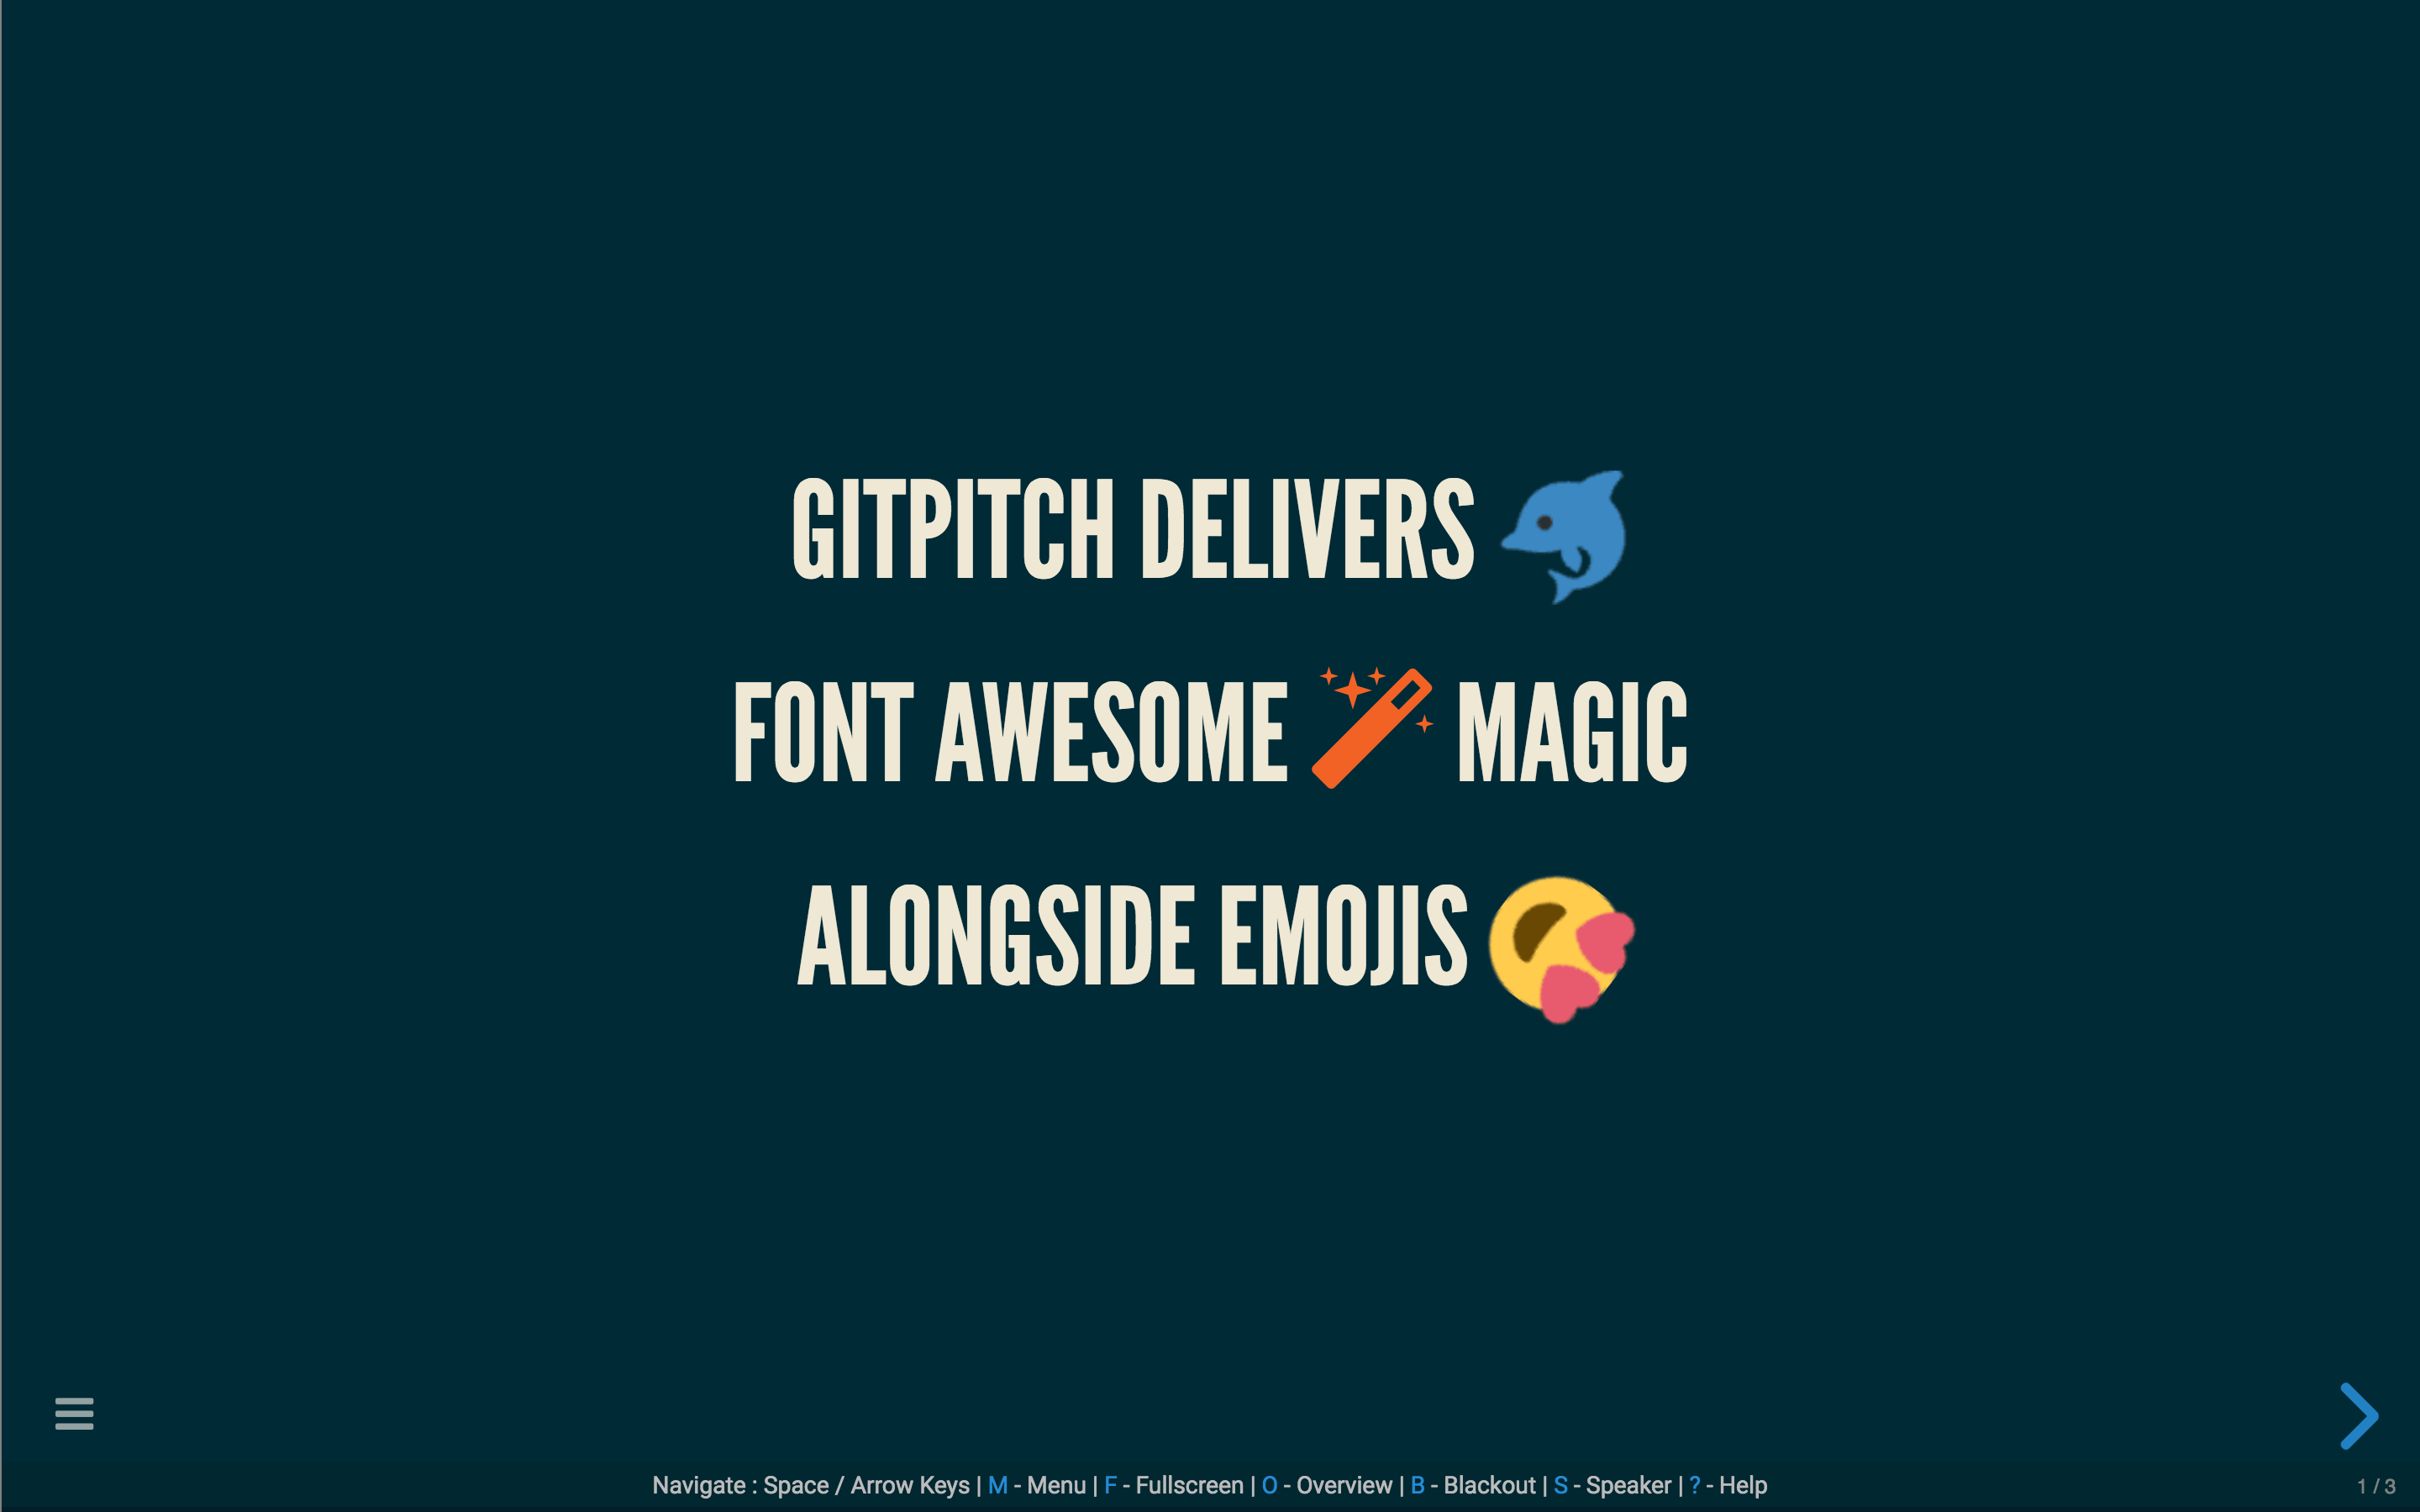 GITPITCH DELIVERS
FONT AWESOME MAGIC
ALONGSIDE EMOJIS
Navigate : Space / Arrow Keys | M - Menu | F - Fullscreen | O - Overview | B - Blackout | S - Speaker | ? - Help
1 / 3